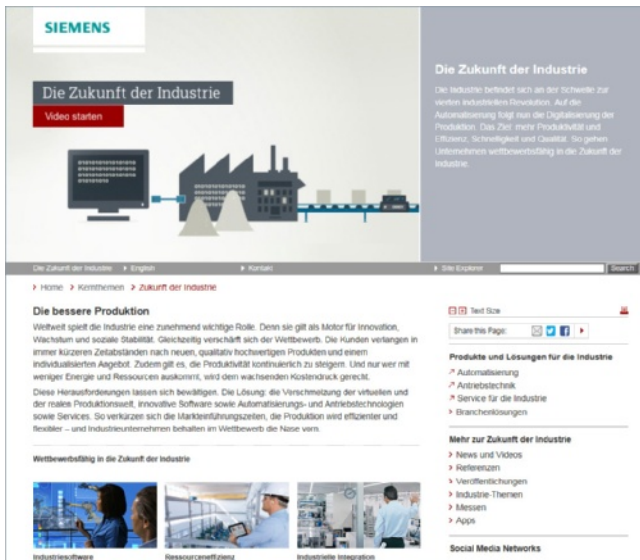 SIEMENS
Die Zukunft der Industrie
Video starten
Die Zukunft der Industrie
Die Industrie befindet sich an der Schwelle zur
vierten industriellen Revolution. Auf die
Automatisierung folgt nun die Digitalisierung der
Produktion. Das Ziel: mehr Produktivität und
Effizienz, Schnelligkeit und Qualität. So gehen
Unternehmen wettbewerbsfähig in die Zukunft der
Industrie.
Die Zukunft der Industrie English Kontakt Site Explorer Search
Home Kernthemen Zukunft der Industrie
Die bessere Produktion
Weltweit spielt die Industrie eine zunehmend wichtige Rolle. Denn sie gilt als Motor für Innovation,
Wachstum und soziale Stabilität. Gleichzeitig verschärft sich der Wettbewerb. Die Kunden verlangen in
immer kürzeren Zeitabständen nach neuen, qualitativ hochwertigen Produkten und einem
individualisierten Angebot. Zudem gilt es, die Produktivität kontinuierlich zu steigern. Und nur wer mit
weniger Energie und Ressourcen auskommt, wird dem wachsenden Kostendruck gerecht.
Diese Herausforderungen lassen sich bewältigen. Die Lösung: die Verschmelzung der virtuellen und
der realen Produktionswelt, innovative Software sowie Automatisierungs- und Antriebstechnologien
sowie Services. So verkürzen sich die Markteinführungszeiten, die Produktion wird effizienter und
flexibler – und Industrieunternehmen behalten im Wettbewerb die Nase vorn.
Wettbewerbsfähig in die Zukunft der Industrie
Industriesoftware
Ressourceneffizienz
Industrielle Integration
Text Size
Share this Page:
Produkte und Lösungen für die Industrie
Automatisierung
Antriebstechnik
Service für die Industrie
Branchenlösungen
Mehr zur Zukunft der Industrie
News und Videos
Referenzen
Veröffentlichungen
Industrie-Themen
Messen
Apps
Social Media Networks